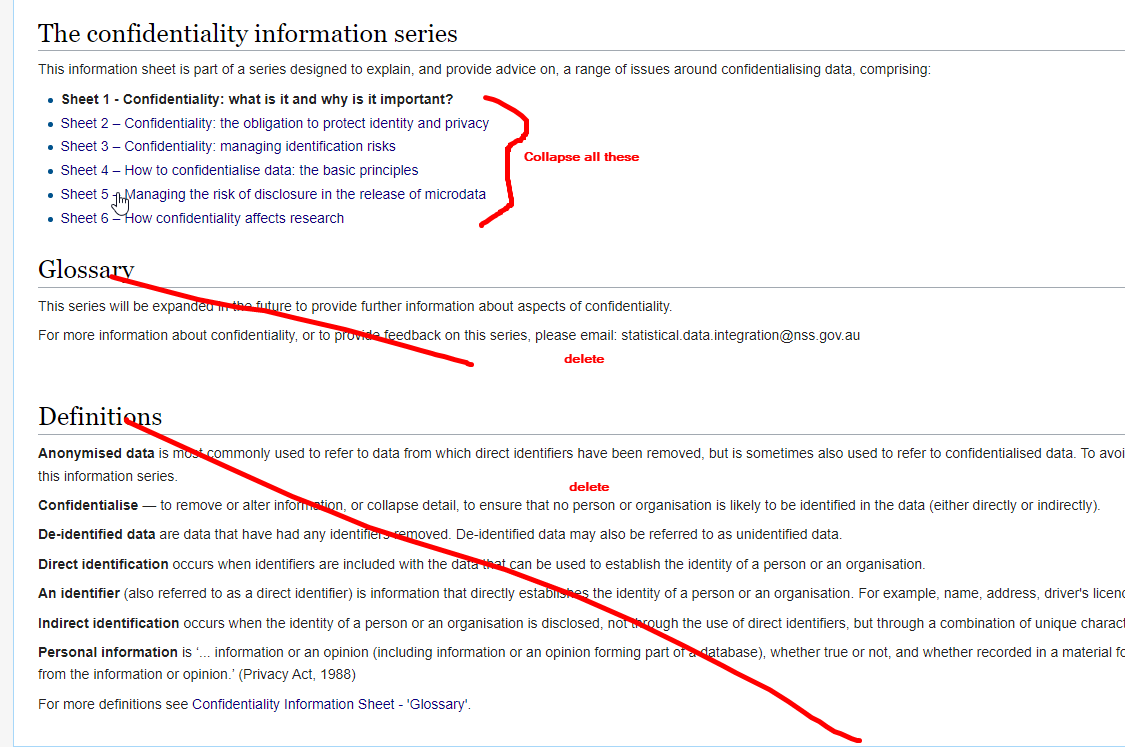 The confidentiality information series
This information sheet is part of a series designed to explain, and provide advice on, a range of issues around confidentialising data, comprising:
Sheet 1 - Confidentiality: what is it and why is it important?
Sheet 2 – Confidentiality: the obligation to protect identity and privacy
Sheet 3 – Confidentiality: managing identification risks
Collapse all these
Sheet 4 – How to confidentialise data: the basic principles
Sheet 5 – Managing the risk of disclosure in the release of microdata
Sheet 6 – How confidentiality affects research
Glossary
This series will be expanded in the future to provide further information about aspects of confidentiality.
For more information about confidentiality, or to provide feedback on this series, please email: statistical.data.integration@nss.gov.au
delete
Definitions
Anonymised data is most commonly used to refer to data from which direct identifiers have been removed, but is sometimes also used to refer to confidentialised data. To avoi
this information series.
delete
Confidentialise — to remove or alter information, or collapse detail, to ensure that no person or organisation is likely to be identified in the data (either directly or indirectly).
De-identified data are data that have had any identifiers removed. De-identified data may also be referred to as unidentified data.
Direct identification occurs when identifiers are included with the data that can be used to establish the identity of a person or an organisation.
An identifier (also referred to as a direct identifier) is information that directly establishes the identity of a person or an organisation. For example, name, address, driver's licenc
Indirect identification occurs when the identity of a person or an organisation is disclosed, not through the use of direct identifiers, but through a combination of unique charact
Personal information is ‘... information or an opinion (including information or an opinion forming part of a database), whether true or not, and whether recorded in a material fo
from the information or opinion.’ (Privacy Act, 1988)
For more definitions see Confidentiality Information Sheet - 'Glossary'.